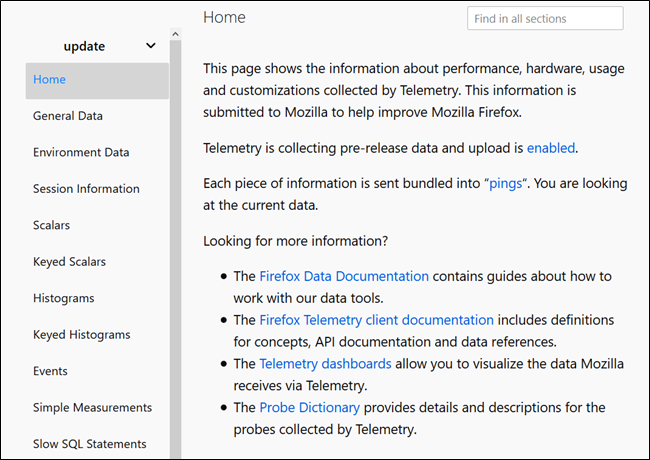 Home
Find in all sections
update
Home
General Data
Environment Data
Session Information
Scalars
Keyed Scalars
Histograms
Keyed Histograms
Events
Simple Measurements
Slow SQL Statements
This page shows the information about performance, hardware, usage
and customizations collected by Telemetry. This information is
submitted to Mozilla to help improve Mozilla Firefox.
Telemetry is collecting pre-release data and upload is enabled.
Each piece of information is sent bundled into “pings“. You are looking
at the current data.
Looking for more information?
• The Firefox Data Documentation contains guides about how to
work with our data tools.
• The Firefox Telemetry client documentation includes definitions
for concepts, API documentation and data references.
• The Telemetry dashboards allow you to visualize the data Mozilla
receives via Telemetry.
• The Probe Dictionary provides details and descriptions for the
probes collected by Telemetry.